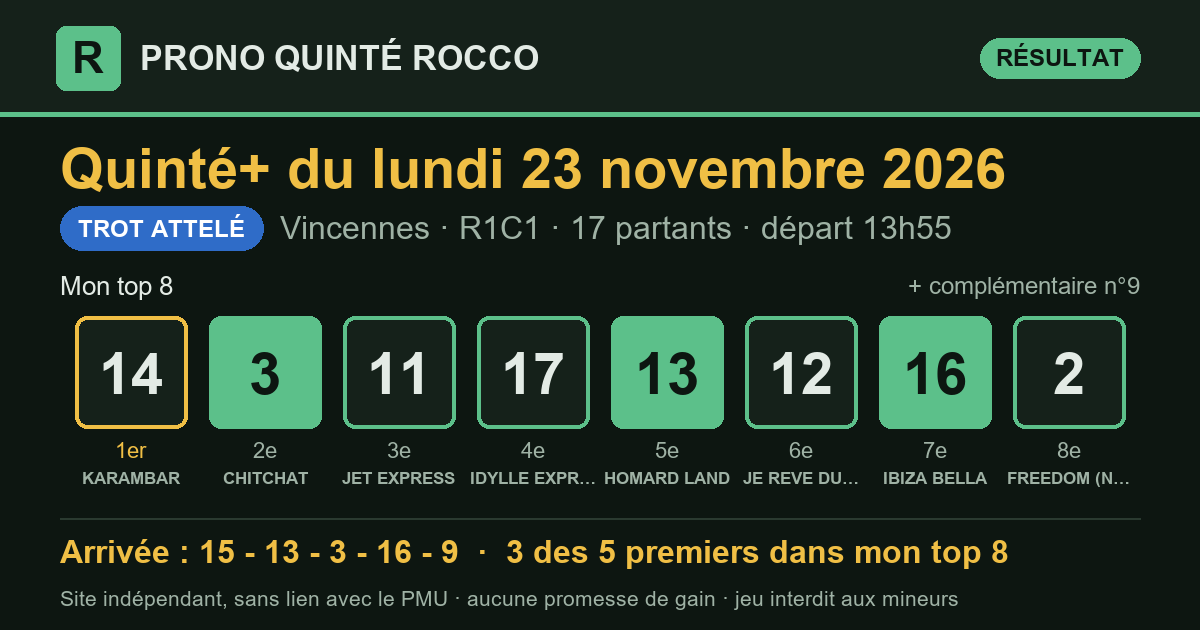 R PRONO QUINTÉ ROCCO RÉSULTAT
Quinté+ du lundi 23 novembre 2026
TROT ATTELÉ Vincennes · R1C1 · 17 partants · départ 13h55
Mon top 8 + complémentaire n°9
14 3 11 17 13 12 16 2
1er 2e 3e 4e 5e 6e 7e 8e
KARAMBAR CHITCHAT JET EXPRESS IDYLLE EXPR... HOMARD LAND JE REVE DU... IBIZA BELLA FREEDOM (N...
Arrivée : 15 - 13 - 3 - 16 - 9 · 3 des 5 premiers dans mon top 8
Site indépendant, sans lien avec le PMU · aucune promesse de gain · jeu interdit aux mineurs